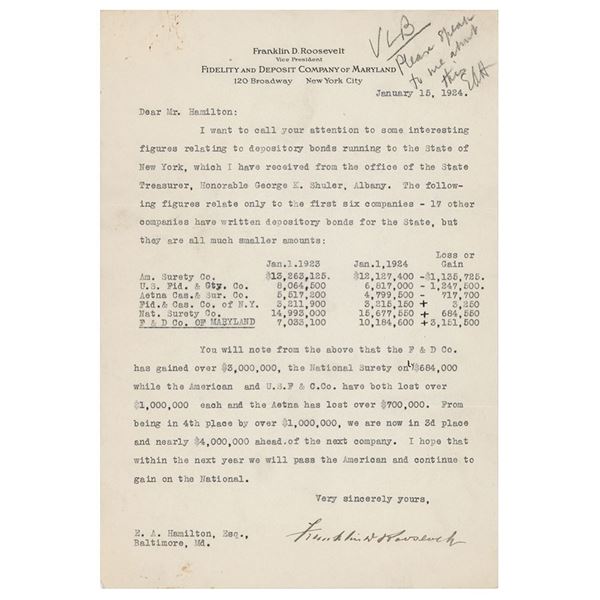 Franklin D. Roosevelt
Vice President
Fidelity and Deposit Company of Maryland
120 Broadway New York City
VLB
Please speak
to me about
this
EAH
January 15, 1924.
Dear Mr. Hamilton:
I want to call your attention to some interesting
figures relating to depository bonds running to the State of
New York, which I have received from the office of the State
Treasurer, Honorable George K. Shuler, Albany. The follow-
ing figures relate only to the first six companies - 17 other
companies have written depository bonds for the State, but
they are all much smaller amounts:
Jan.1.1923 Jan.1,1924 Loss or Gain
Am. Surety Co. $13,263,125. $12,127,400 -$1,135,725.
U.S. Fid. & Gty. Co. 8,064,500 6,817,000 - 1,247,500.
Aetna Cas.& Sur. Co. 5,517,200 4,799,500 - 717,700
Fid.& Cas. Co. of N.Y. 3,211,900 3,215,150 + 3,250
Nat. Surety Co. 14,993,000 15,677,550 + 684,550
F & D Co. OF MARYLAND 7,033,100 10,184,600 + 3,151,500
You will note from the above that the F & D Co.
has gained over $3,000,000, the National Surety only $684,000
while the American and U.S.F & C.Co. have both lost over
$1,000,000 each and the Aetna has lost over $700,000. From
being in 4th place by over $1,000,000, we are now in 3d place
and nearly $4,000,000 ahead.of the next company. I hope that
within the next year we will pass the American and continue to
gain on the National.
Very sincerely yours,
E. A. Hamilton, Esq.,
Baltimore, Md.
Franklin D Roosevelt